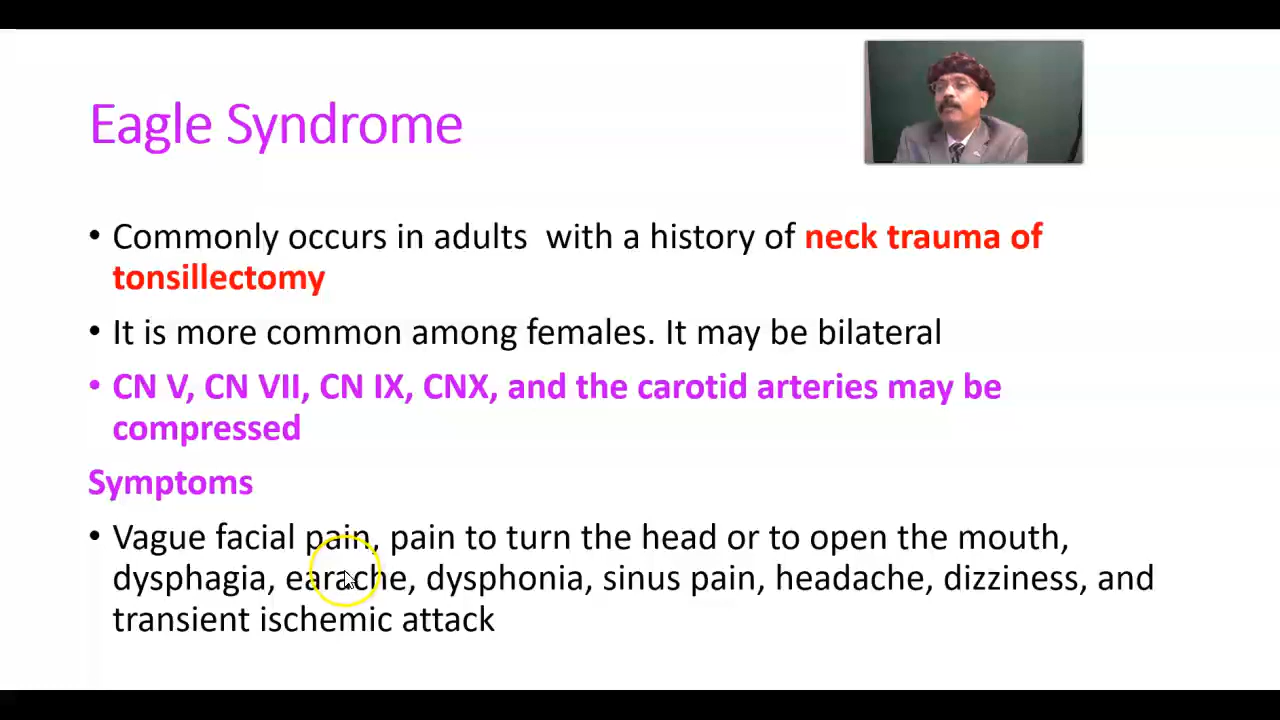 Eagle Syndrome
• Commonly occurs in adults with a history of neck trauma of
tonsillectomy
• It is more common among females. It may be bilateral
• CN V, CN VII, CN IX, CNX, and the carotid arteries may be
compressed
Symptoms
• Vague facial pain, pain to turn the head or to open the mouth,
dysphagia, earache, dysphonia, sinus pain, headache, dizziness, and
transient ischemic attack